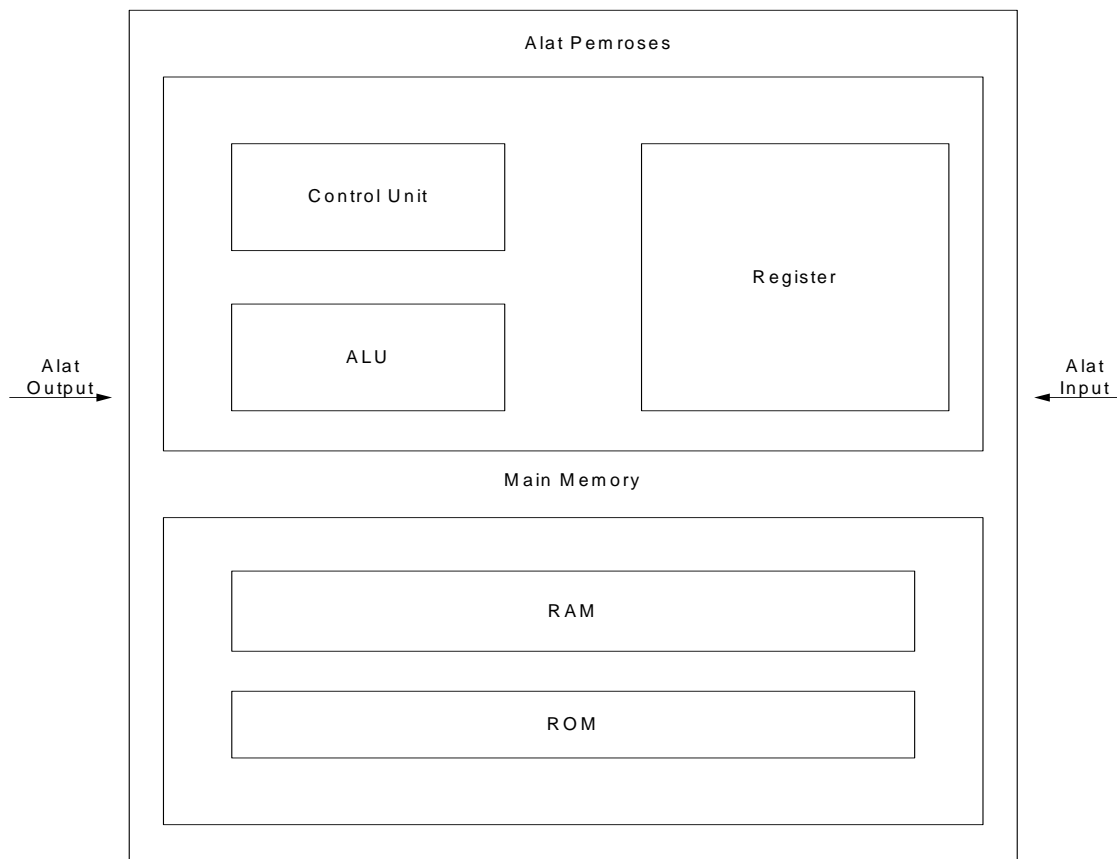 Alat Pemroses
Control Unit
Register
ALU
Alat
Output
Alat
Input
Main Memory
RAM
ROM